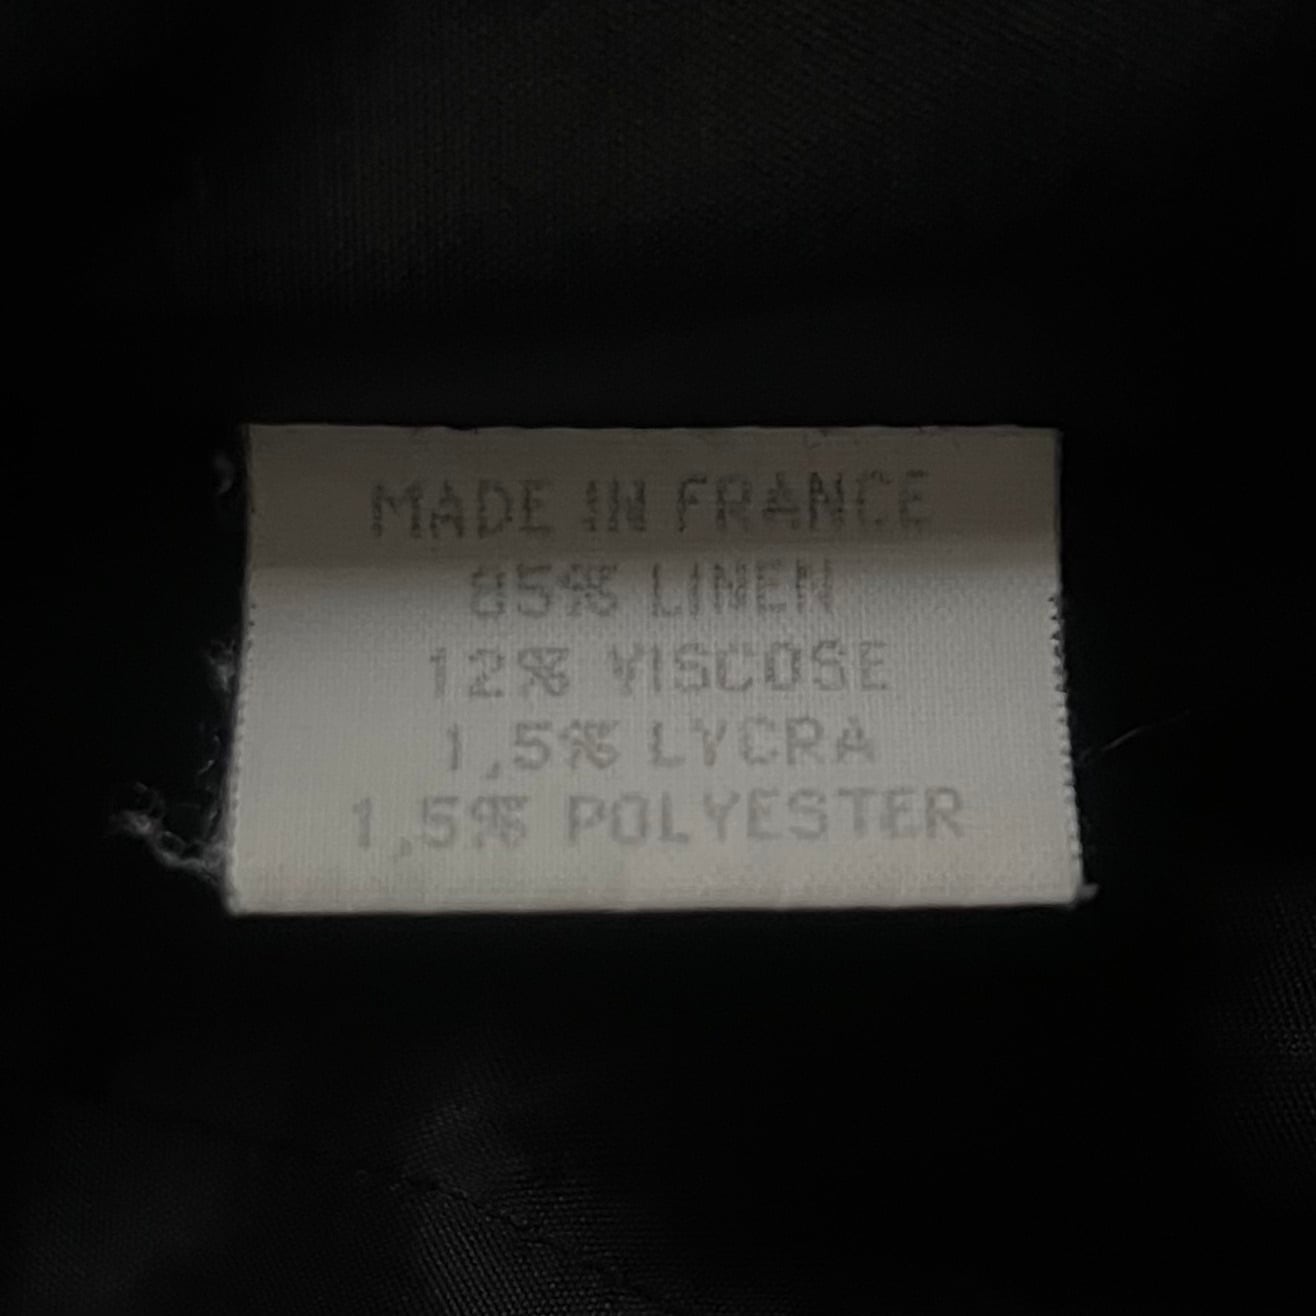 MADE IN FRANCE
85% LINEN
12% VISCOSE
1,5% LYCRA
1,5% POLYESTER